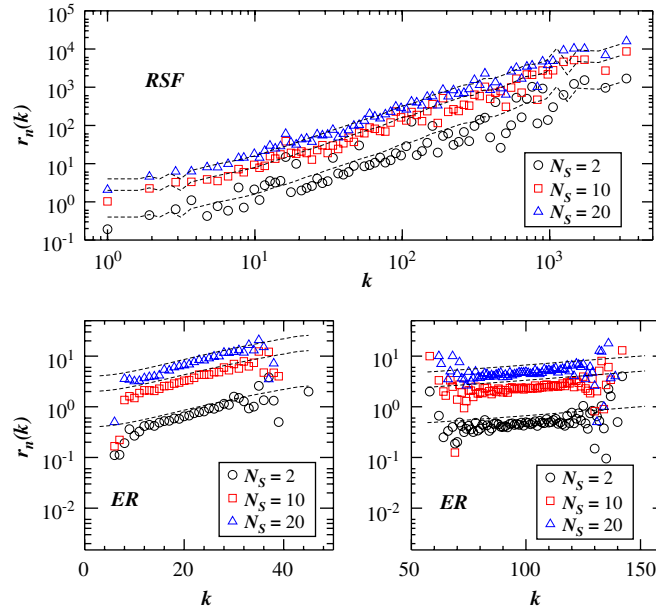 10^5
10^4
10^3
10^2
10^1
10^0
10^-1
r_n(k)
RSF
N_S = 2
N_S = 10
N_S = 20
10^0 10^1 10^2 10^3
k
10^1
10^0
10^-1
10^-2
r_n(k)
ER
N_S = 2
N_S = 10
N_S = 20
0 20 40
k
10^1
10^0
10^-1
10^-2
ER
N_S = 2
N_S = 10
N_S = 20
50 100 150
k